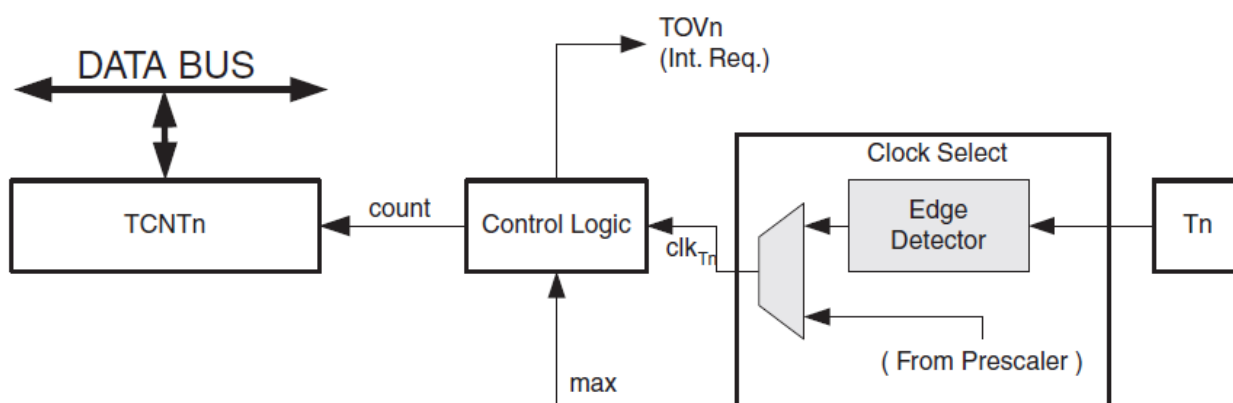 TOVn
(Int. Req.)
DATA BUS
Clock Select
TCNTn
count
Control Logic
clkTn
Edge
Detector
Tn
( From Prescaler )
max